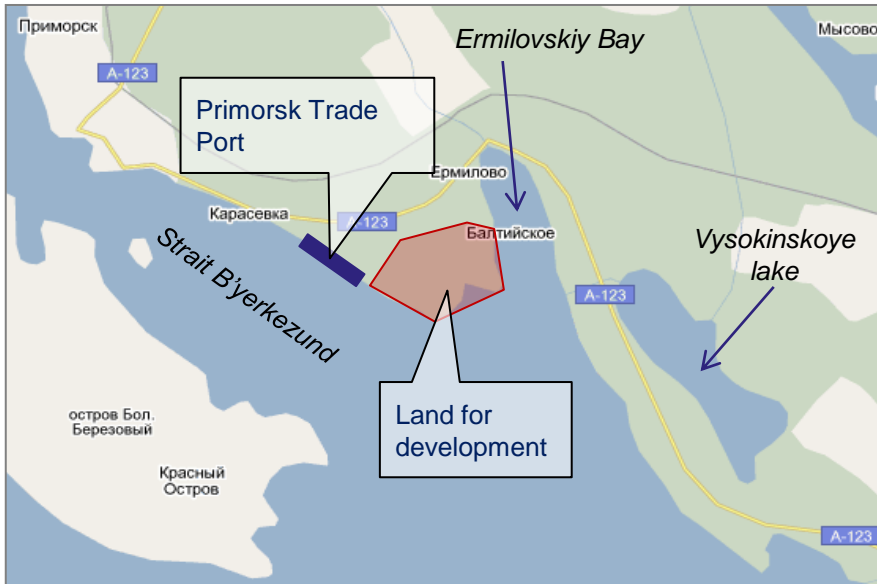 Приморск
Ermilovskiy Bay
Мысово
А-123
Primorsk Trade
Port
Ермилово
Карасевка
А-123
Балтийское
Vysokinskoye
lake
Strait B'yerkezund
А-123
Land for
development
остров Бол.
Березовый
Красный
Остров
А-123